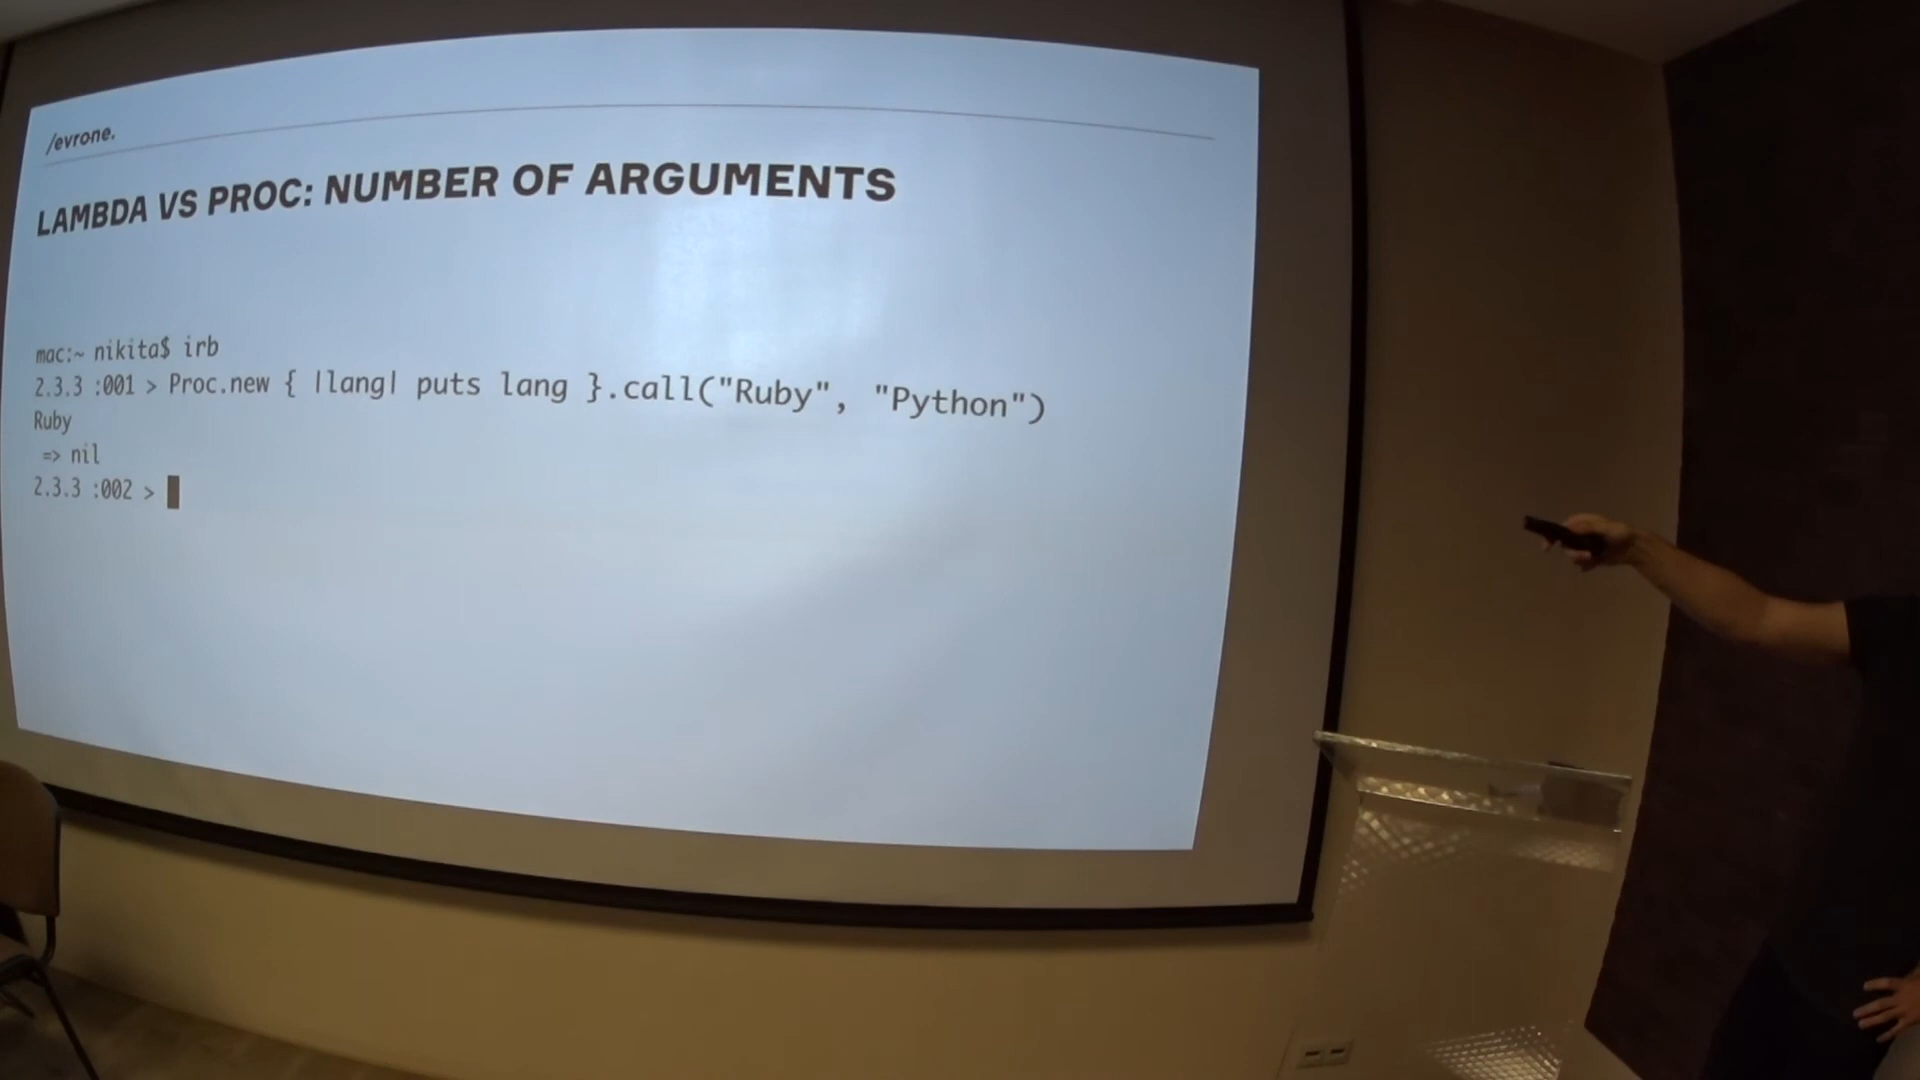 /evrone.
LAMBDA VS PROC: NUMBER OF ARGUMENTS
mac:~ nikita$ irb
2.3.3 :001 > Proc.new { |lang| puts lang }.call("Ruby", "Python")
Ruby
=> nil
2.3.3 :002 >